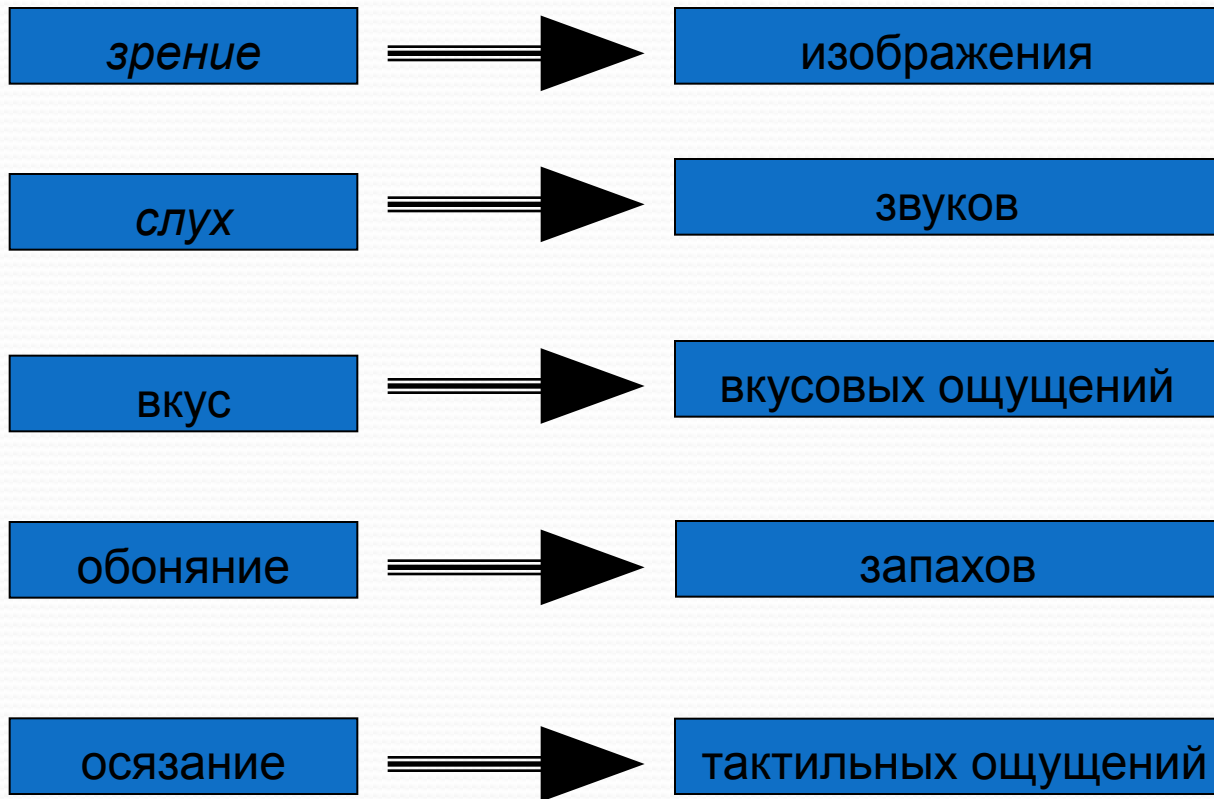 зрение
изображения
слух
звуков
вкус
вкусовых ощущений
обоняние
запахов
осязание
тактильных ощущений